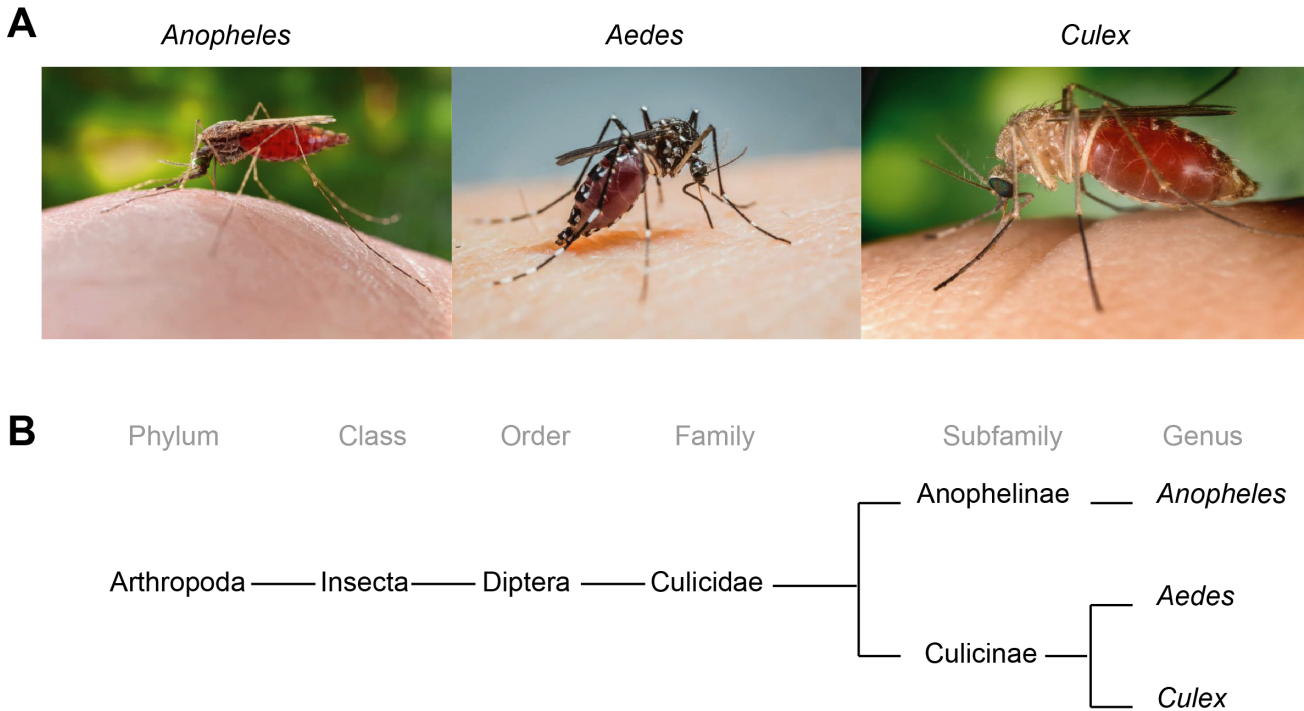 A
Anopheles Aedes Culex
B
Phylum Class Order Family Subfamily Genus
Anophelinae Anopheles
Arthropoda Insecta Diptera Culicidae
Aedes
Culicinae
Culex